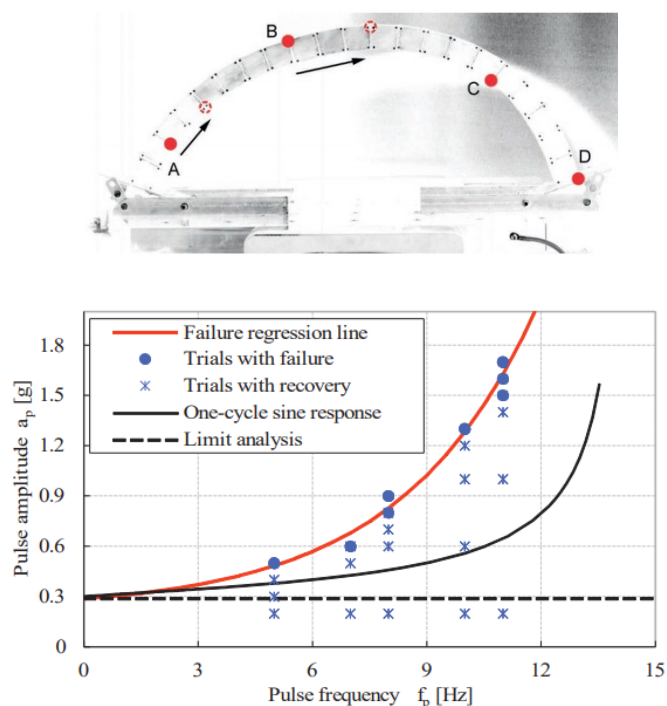 B
C
A
D
Failure regression line
Trials with failure
Trials with recovery
One-cycle sine response
Limit analysis
Pulse amplitude a_p [g]
1.8
1.5
1.2
0.9
0.6
0.3
0
0 3 6 9 12 15
Pulse frequency f_p [Hz]